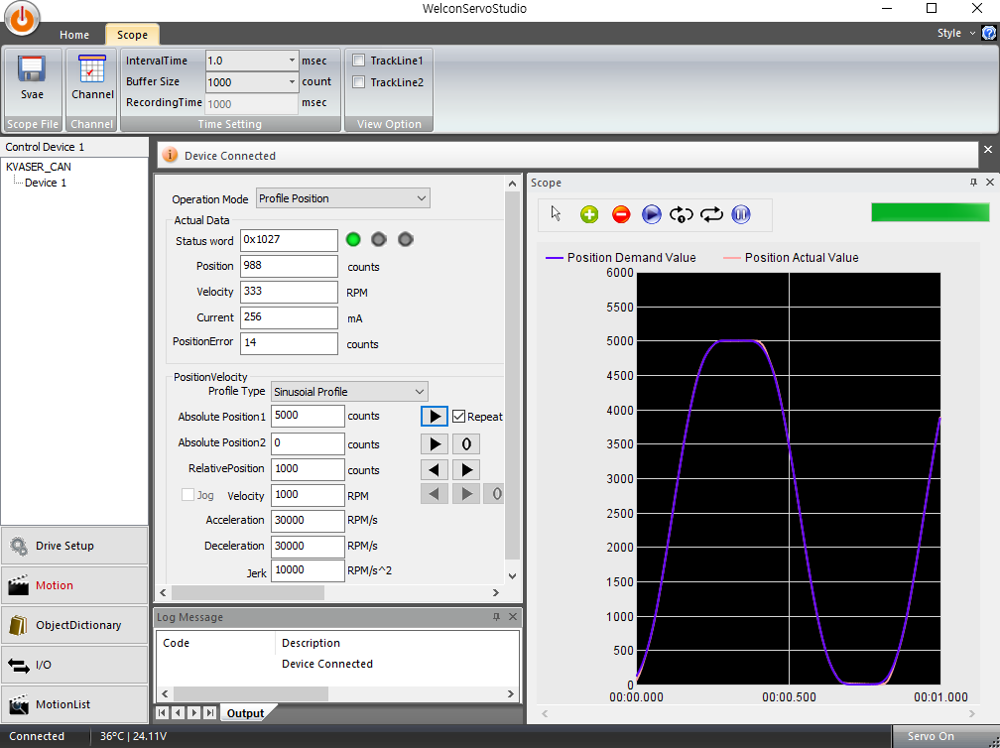 WelconServoStudio
Home
Scope
Style
IntervalTime 1.0 msec
Buffer Size 1000 count
RecordingTime 1000 msec
TrackLine1
TrackLine2
Svae
Channel
Scope File
Channel
Time Setting
View Option
Control Device 1
KVASER_CAN
Device 1
Device Connected
Operation Mode Profile Position
Actual Data
Status word 0x1027
Position 988 counts
Velocity 333 RPM
Current 256 mA
PositionError 14 counts
PositionVelocity
Profile Type Sinusoial Profile
Absolute Position1 5000 counts Repeat
Absolute Position2 0 counts 0
RelativePosition 1000 counts
Jog Velocity 1000 RPM 0
Acceleration 30000 RPM/s
Deceleration 30000 RPM/s
Jerk 10000 RPM/s^2
Drive Setup
Motion
ObjectDictionary
I/O
MotionList
Log Message
Code Description
Device Connected
Output
Scope
Position Demand Value Position Actual Value
6000
5500
5000
4500
4000
3500
3000
2500
2000
1500
1000
500
0
00:00.000 00:00.500 00:01.000
Connected 36°C | 24.11V Servo On